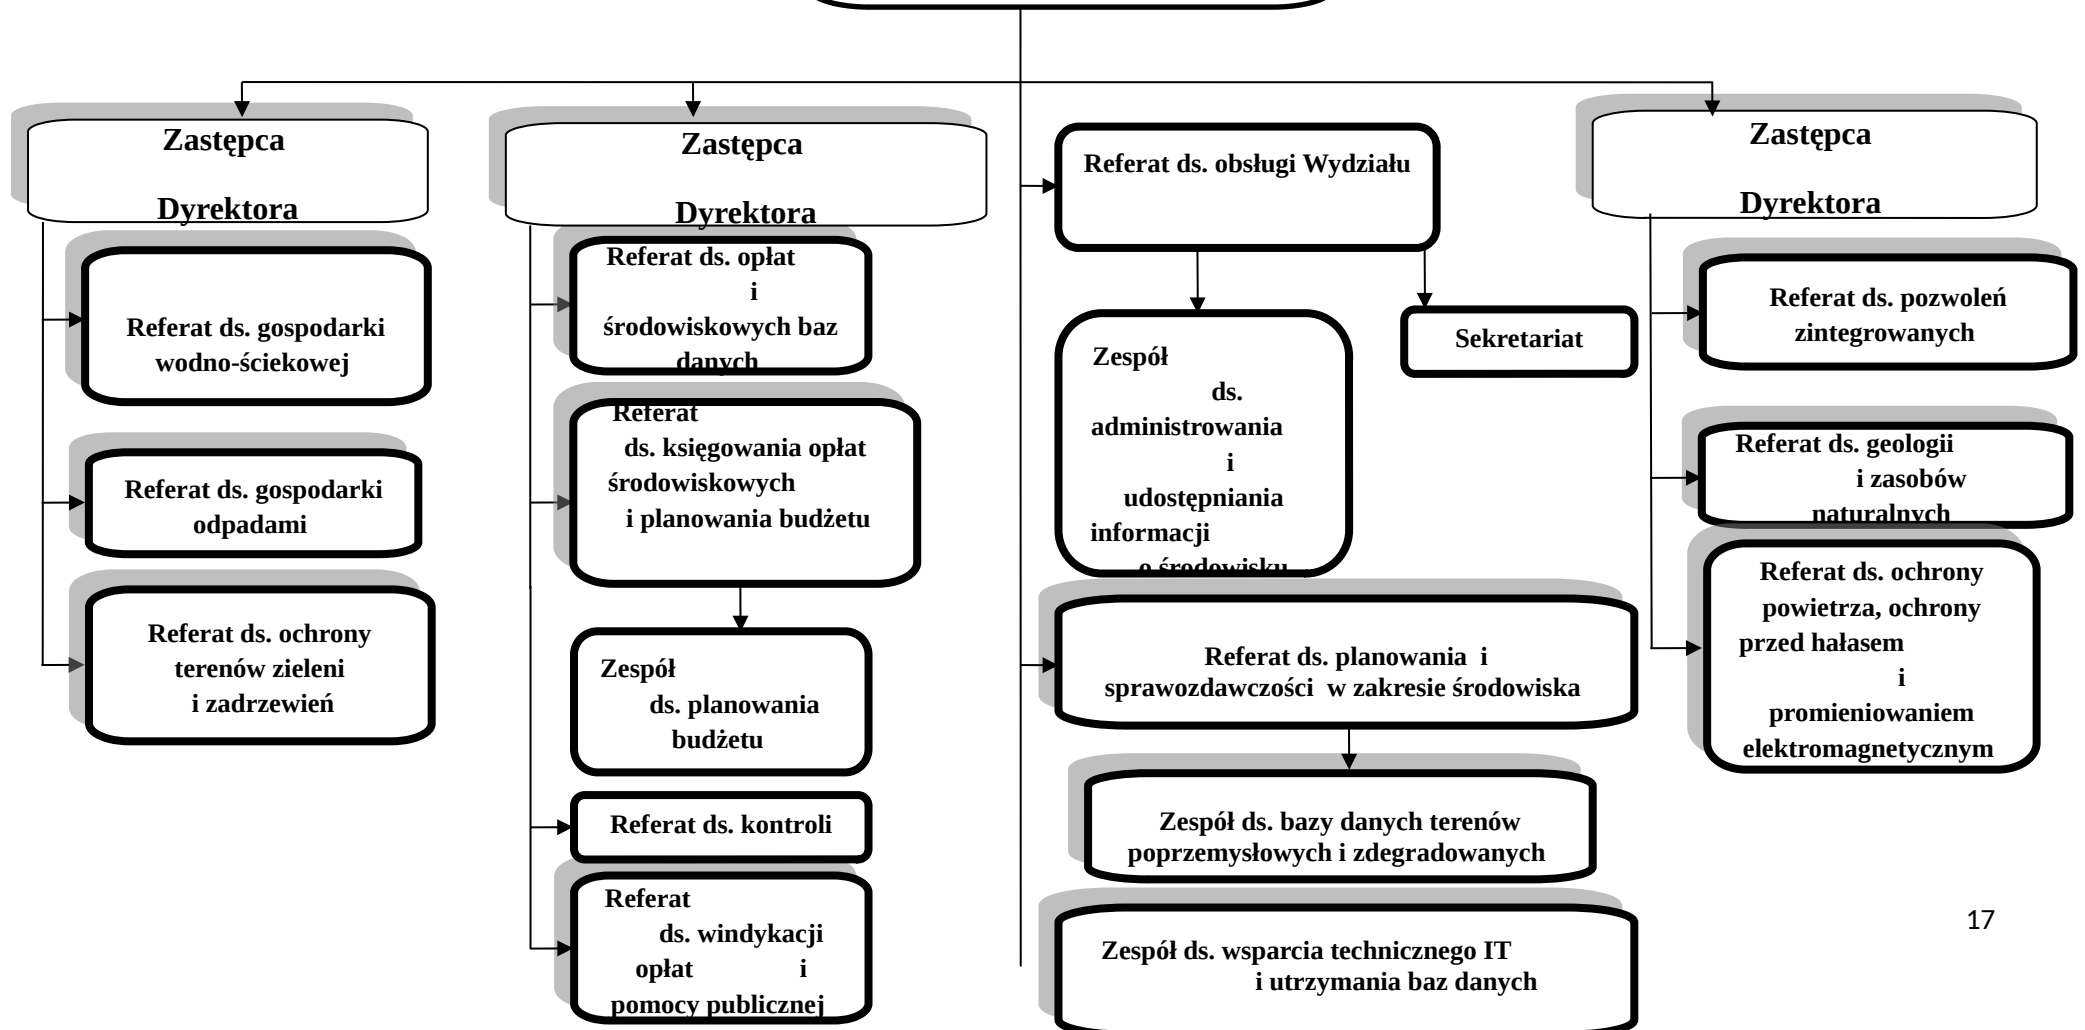 Zastępca
Dyrektora
Referat ds. gospodarki
wodno-ściekowej
Referat ds. gospodarki
odpadami
Referat ds. ochrony
terenów zieleni
i zadrzewień
Zastępca
Dyrektora
Referat ds. opłat
i
środowiskowych baz
danych
Referat
ds. księgowania opłat
środowiskowych
i planowania budżetu
Zespół
ds. planowania
budżetu
Referat ds. kontroli
Referat
ds. windykacji
opłat i
pomocy publicznej
Referat ds. obsługi Wydziału
Zespół
ds.
administrowania
i
udostępniania
informacji
o środowisku
Sekretariat
Referat ds. planowania i
sprawozdawczości w zakresie środowiska
Zespół ds. bazy danych terenów
poprzemysłowych i zdegradowanych
Zespół ds. wsparcia technicznego IT
i utrzymania baz danych
Zastępca
Dyrektora
Referat ds. pozwoleń
zintegrowanych
Referat ds. geologii
i zasobów
naturalnych
Referat ds. ochrony
powietrza, ochrony
przed hałasem
i
promieniowaniem
elektromagnetycznym
17